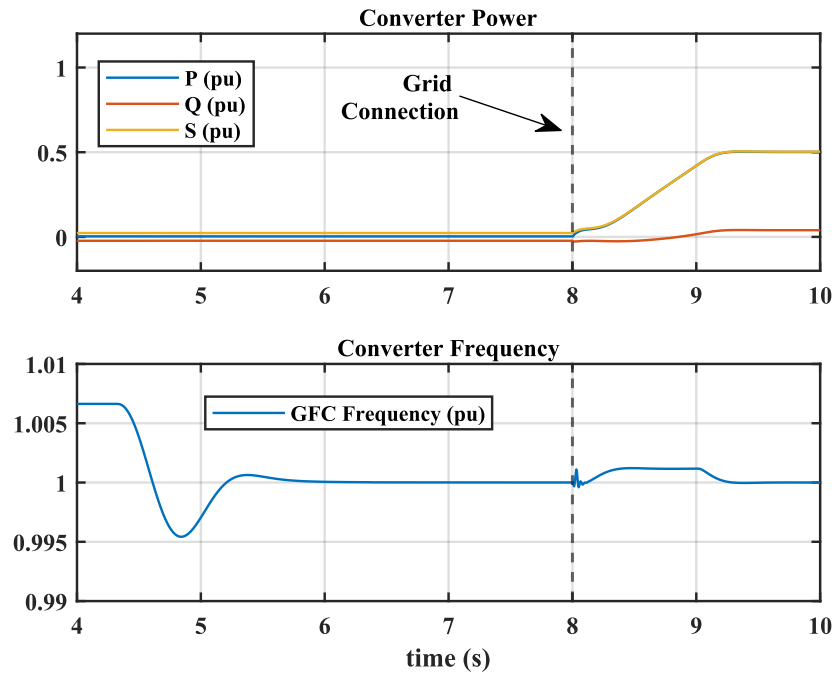 Converter Power
1
0.5
0
P (pu)
Q (pu)
S (pu)
Grid
Connection
4 5 6 7 8 9 10
Converter Frequency
1.01
1.005
1
0.995
0.99
GFC Frequency (pu)
4 5 6 7 8 9 10
time (s)